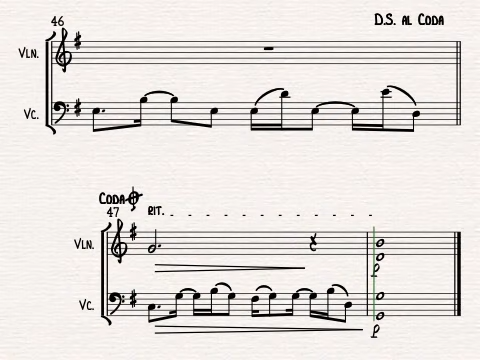 46
D.S. AL CODA
VLN.
VC.
CODA
47
RIT.
VLN.
p
VC.
p